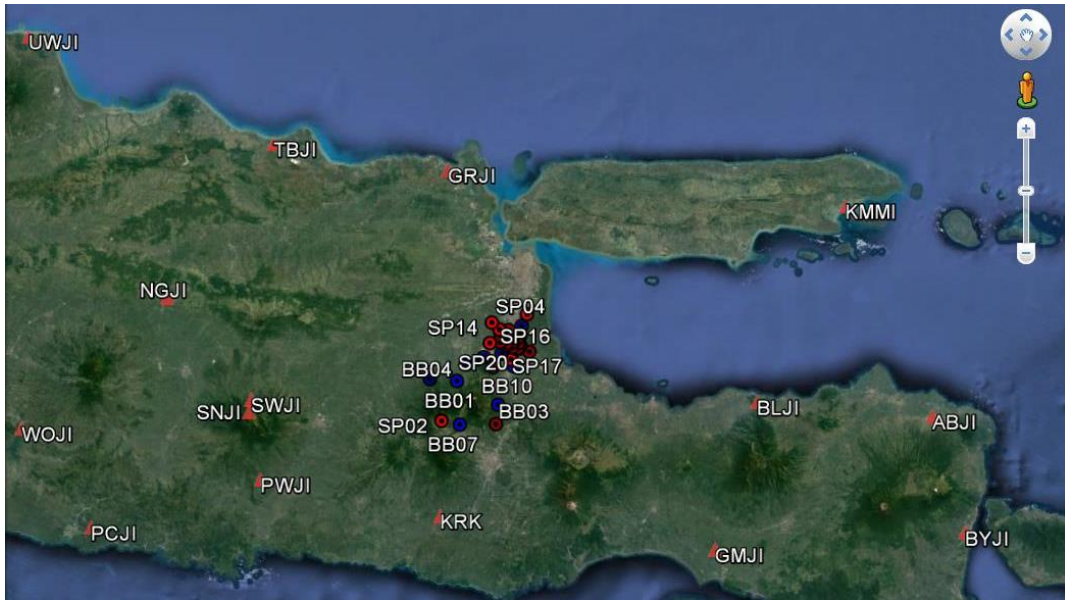 UWJI
TBJI
GRJI
KMMI
NGJI
SP04
SP14
SP16
SP20
SP17
BB04
BB10
BB01
SWJI
SNJI
BB03
BLJI
ABJI
SP02
WOJI
BB07
PWJI
KRK
PCJI
BYJI
GMJI